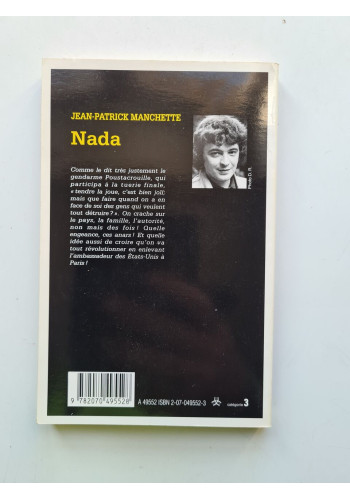 JEAN-PATRICK MANCHETTE
Nada
Comme le dit très justement le
gendarme Poustacrouille, qui
participa à la tuerie finale,
« tendre la joue, c'est bien joli;
mais que faire quand on a en
face de soi des gens qui veulent
tout détruire? ». On crache sur
le pays, la famille, l'autorité,
non mais des fois! Quelle
engeance, ces anars! Et quelle
idée aussi de croire qu'on va
tout révolutionner en enlevant
l'ambassadeur des États-Unis à
Paris!
Photo D. R.
9 782070 495528
A 49552 ISBN 2-07-049552-3
catégorie 3